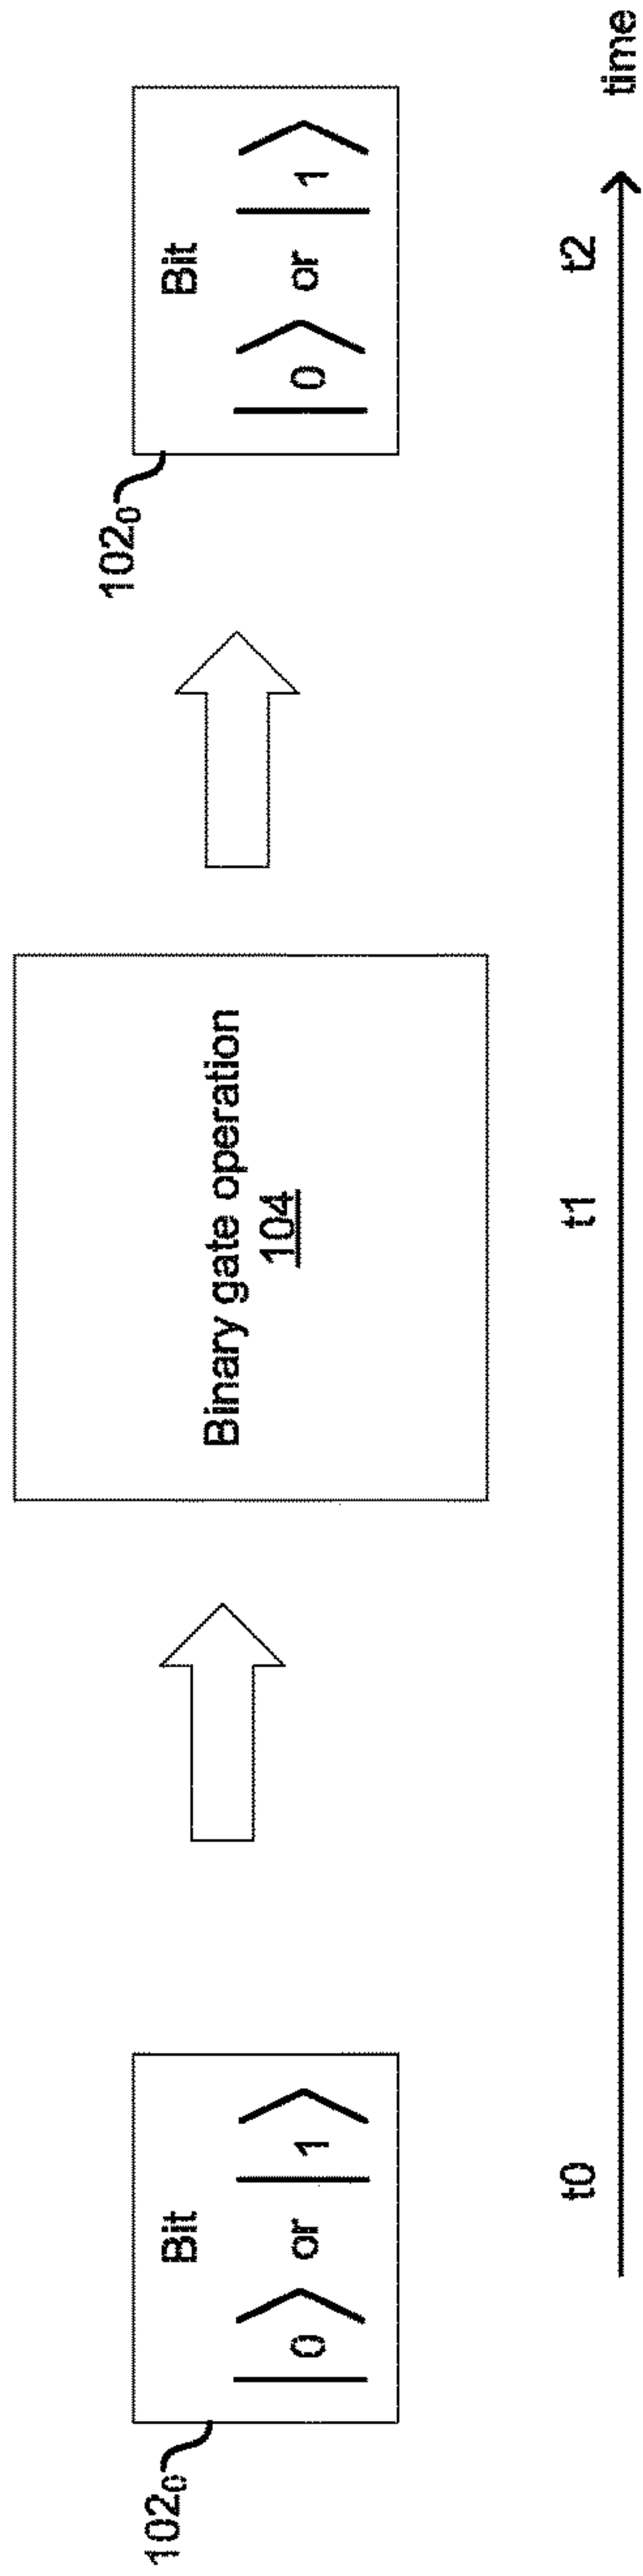 102₀
Bit
|0⟩ or |1⟩
Binary gate operation
104
102₀
Bit
|0⟩ or |1⟩
t0
t1
t2
time